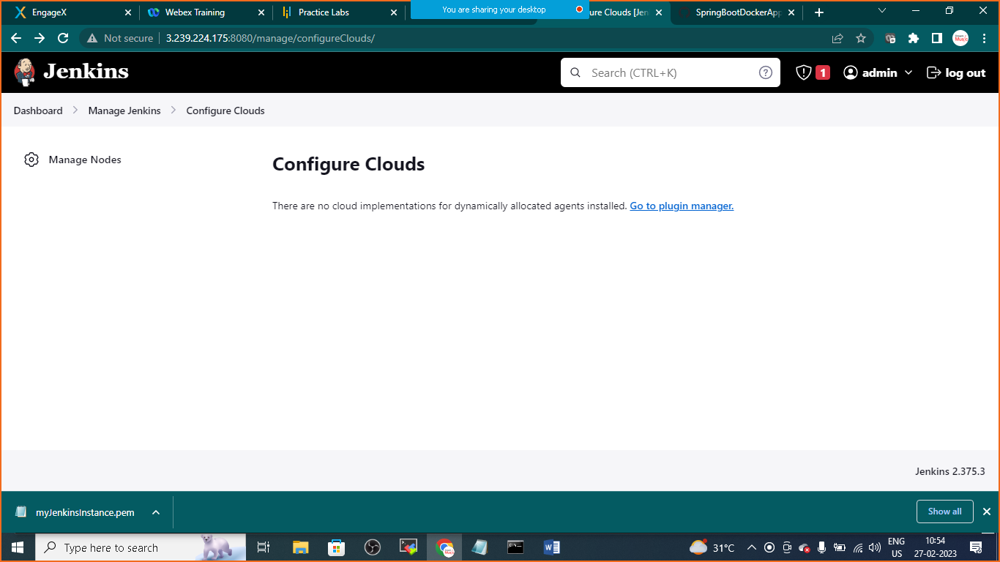 EngageX
Webex Training
Practice Labs
You are sharing your desktop
ure Clouds [Jen
SpringBootDockerApp
Not secure
3.239.224.175:8080/manage/configureClouds/
Jenkins
Search (CTRL+K)
1
admin
log out
Dashboard
Manage Jenkins
Configure Clouds
Manage Nodes
Configure Clouds
There are no cloud implementations for dynamically allocated agents installed. Go to plugin manager.
Jenkins 2.375.3
myJenkinsInstance.pem
Show all
Type here to search
31°C
ENG
US
10:54
27-02-2023